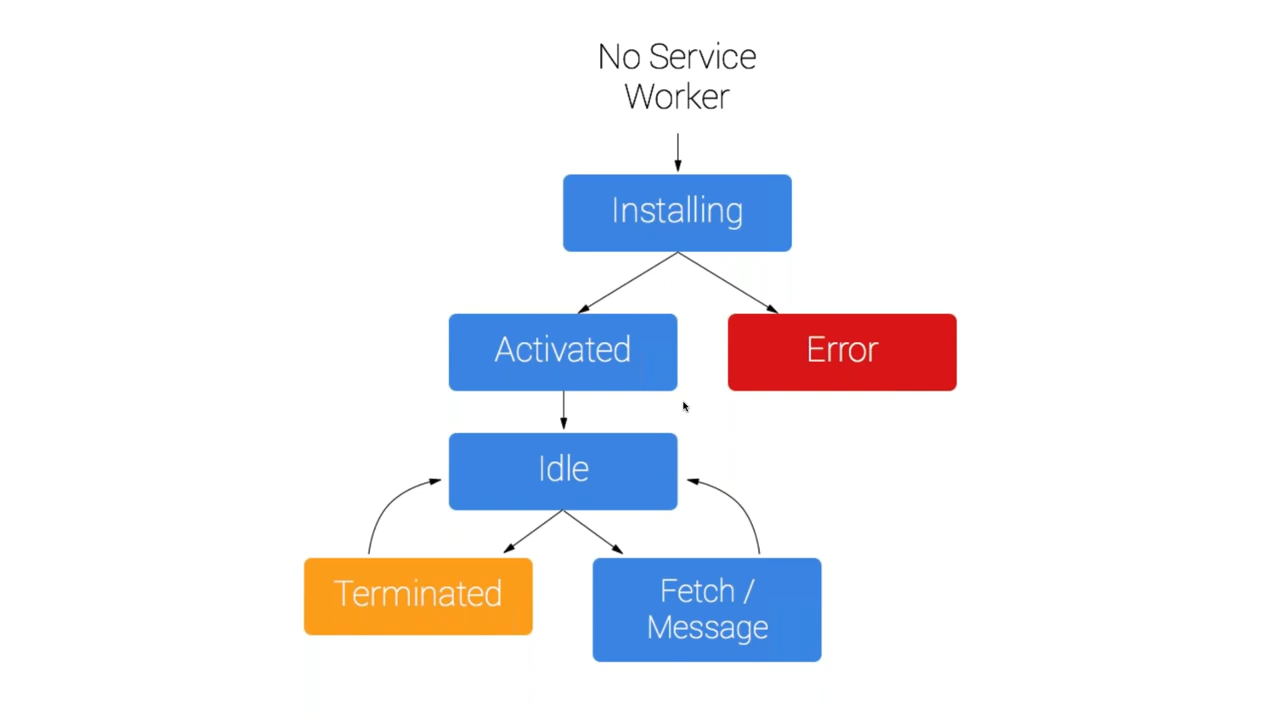 No Service
Worker
Installing
Activated
Error
Idle
Terminated
Fetch /
Message